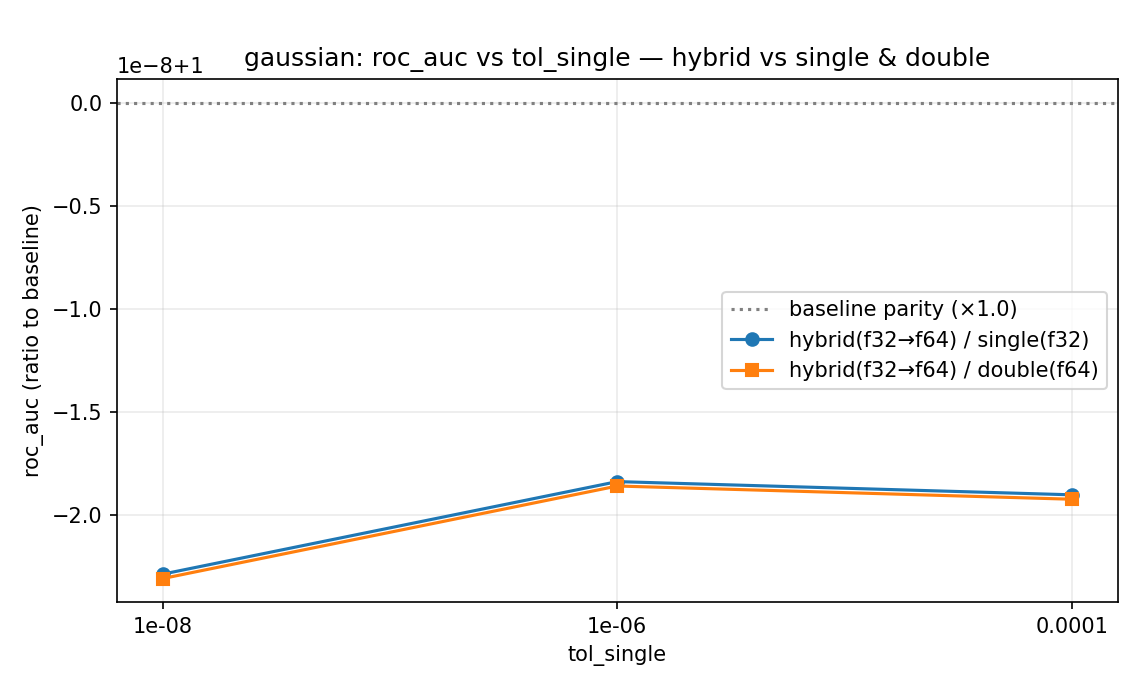 gaussian: roc_auc vs tol_single — hybrid vs single & double
1e−8+1
0.0
−0.5
−1.0
−1.5
−2.0
roc_auc (ratio to baseline)
baseline parity (×1.0)
hybrid(f32→f64) / single(f32)
hybrid(f32→f64) / double(f64)
1e-08
1e-06
0.0001
tol_single